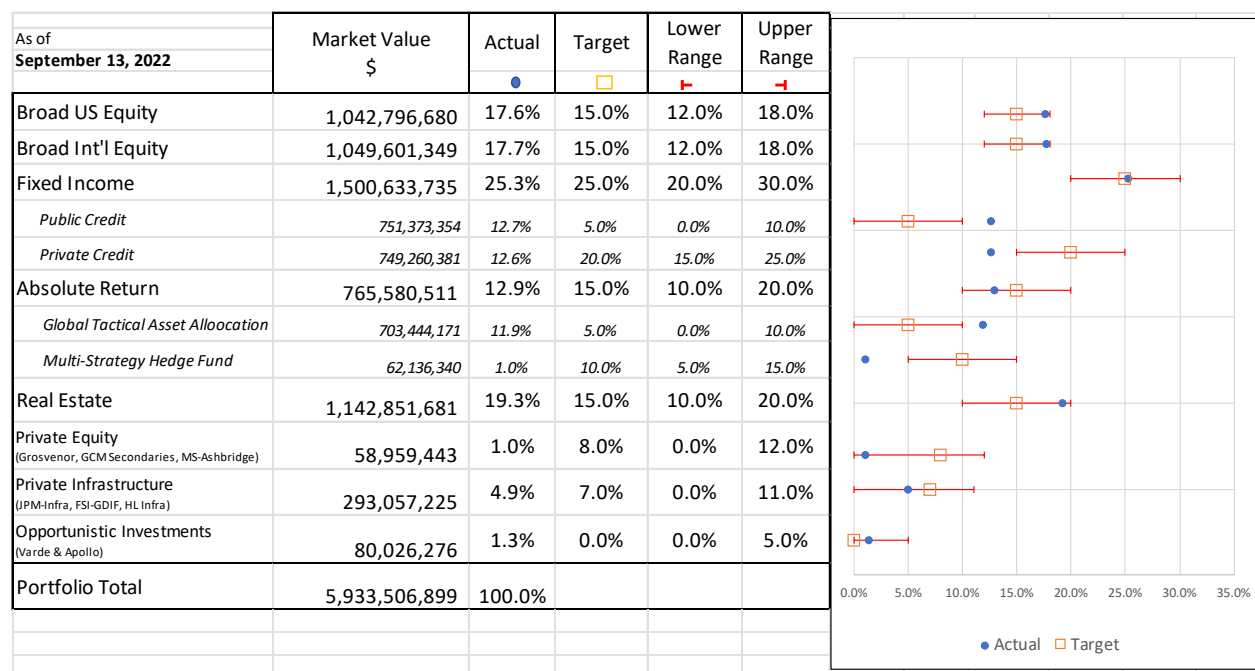 As of
September 13, 2022
Market Value
$
Actual
Target
Lower
Range
Upper
Range
Broad US Equity 1,042,796,680 17.6% 15.0% 12.0% 18.0%
Broad Int'l Equity 1,049,601,349 17.7% 15.0% 12.0% 18.0%
Fixed Income 1,500,633,735 25.3% 25.0% 20.0% 30.0%
Public Credit 751,373,354 12.7% 5.0% 0.0% 10.0%
Private Credit 749,260,381 12.6% 20.0% 15.0% 25.0%
Absolute Return 765,580,511 12.9% 15.0% 10.0% 20.0%
Global Tactical Asset Alloocation 703,444,171 11.9% 5.0% 0.0% 10.0%
Multi-Strategy Hedge Fund 62,136,340 1.0% 10.0% 5.0% 15.0%
Real Estate 1,142,851,681 19.3% 15.0% 10.0% 20.0%
Private Equity
(Grosvenor, GCM Secondaries, MS-Ashbridge) 58,959,443 1.0% 8.0% 0.0% 12.0%
Private Infrastructure
(JPM-Infra, FSI-GDIF, HL Infra) 293,057,225 4.9% 7.0% 0.0% 11.0%
Opportunistic Investments
(Varde & Apollo) 80,026,276 1.3% 0.0% 0.0% 5.0%
Portfolio Total 5,933,506,899 100.0%
0.0% 5.0% 10.0% 15.0% 20.0% 25.0% 30.0% 35.0%
Actual Target